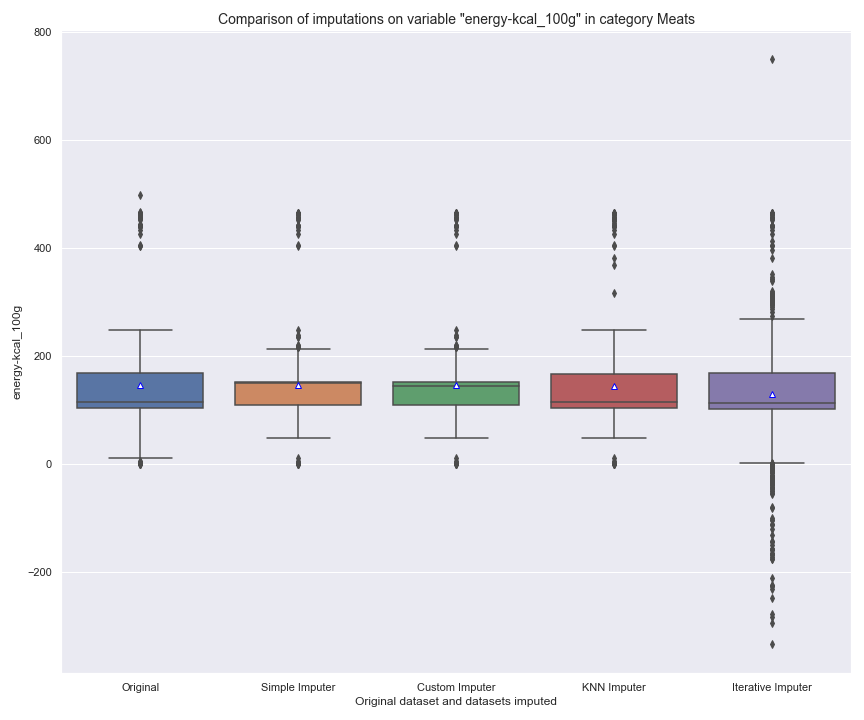 Comparison of imputations on variable "energy-kcal_100g" in category Meats
800
600
400
200
0
−200
energy-kcal_100g
Original
Simple Imputer
Custom Imputer
KNN Imputer
Iterative Imputer
Original dataset and datasets imputed